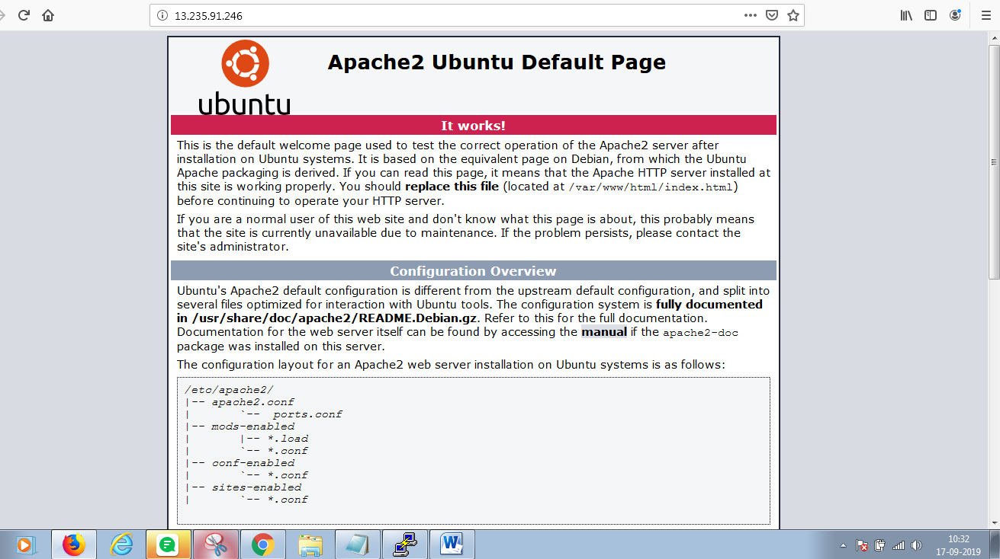 13.235.91.246
Apache2 Ubuntu Default Page
ubuntu
It works!
This is the default welcome page used to test the correct operation of the Apache2 server after
installation on Ubuntu systems. It is based on the equivalent page on Debian, from which the Ubuntu
Apache packaging is derived. If you can read this page, it means that the Apache HTTP server installed at
this site is working properly. You should replace this file (located at /var/www/html/index.html)
before continuing to operate your HTTP server.
If you are a normal user of this web site and don't know what this page is about, this probably means
that the site is currently unavailable due to maintenance. If the problem persists, please contact the
site's administrator.
Configuration Overview
Ubuntu's Apache2 default configuration is different from the upstream default configuration, and split into
several files optimized for interaction with Ubuntu tools. The configuration system is fully documented
in /usr/share/doc/apache2/README.Debian.gz. Refer to this for the full documentation.
Documentation for the web server itself can be found by accessing the manual if the apache2-doc
package was installed on this server.
The configuration layout for an Apache2 web server installation on Ubuntu systems is as follows:
/etc/apache2/
|-- apache2.conf
|       `--  ports.conf
|-- mods-enabled
|       |-- *.load
|       `-- *.conf
|-- conf-enabled
|       `-- *.conf
|-- sites-enabled
|       `-- *.conf
W
10:32
17-09-2019